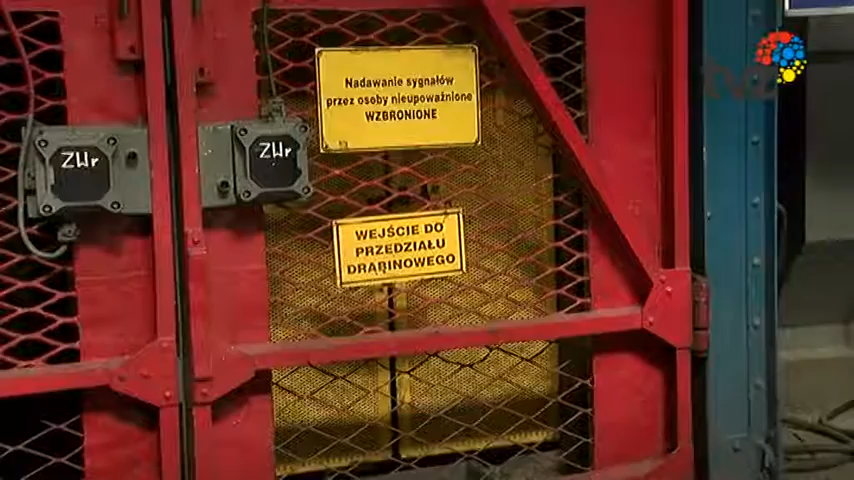 Nadawanie sygnałów
przez osoby nieupoważnione
WZBRONIONE
ZWr
ZWr
WEJŚCIE DO
PRZEDZIAŁU
DRABINOWEGO